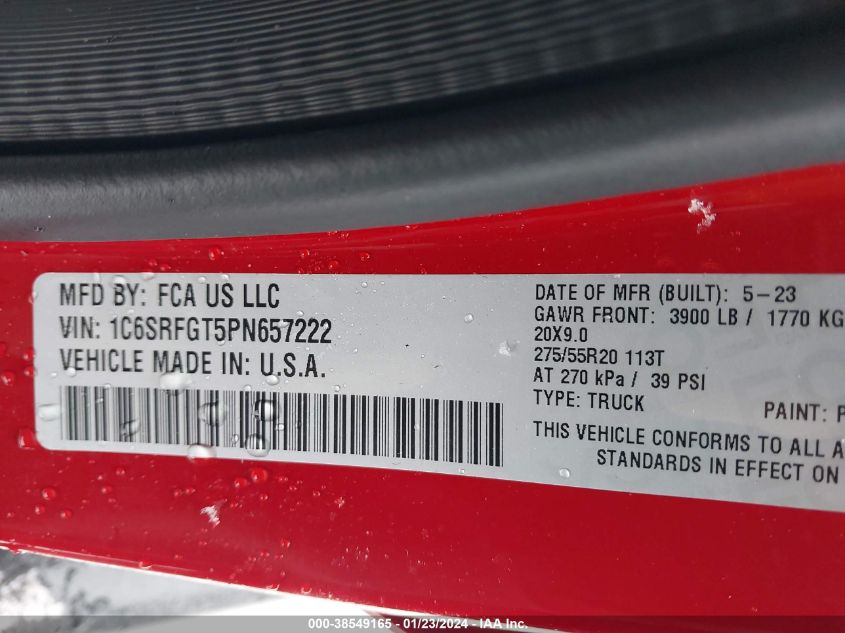 MFD BY: FCA US LLC
VIN: 1C6SRFGT5PN657222
VEHICLE MADE IN: U.S.A.
DATE OF MFR (BUILT): 5-23
GAWR FRONT: 3900 LB / 1770 KG
20X9.0
275/55R20 113T
AT 270 kPa / 39 PSI
TYPE: TRUCK
PAINT: P
THIS VEHICLE CONFORMS TO ALL A
STANDARDS IN EFFECT ON
000-38549165 - 01/23/2024 - IAA Inc.